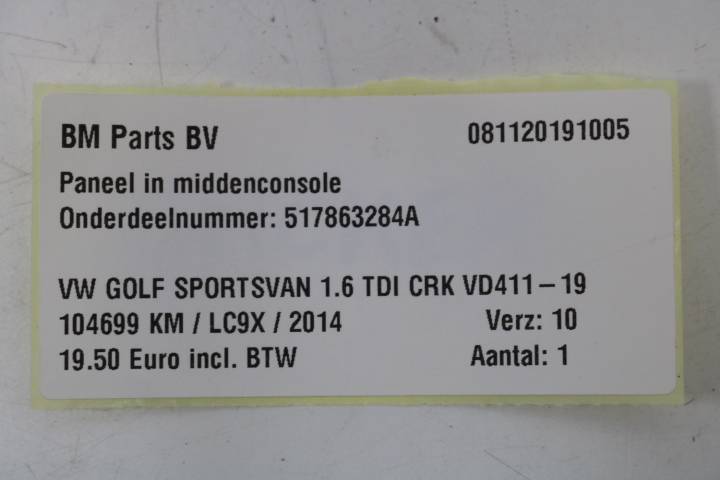 BM Parts BV 081120191005
Paneel in middenconsole
Onderdeelnummer: 517863284A
VW GOLF SPORTSVAN 1.6 TDI CRK VD411-19
104699 KM / LC9X / 2014 Verz: 10
19.50 Euro incl. BTW Aantal: 1